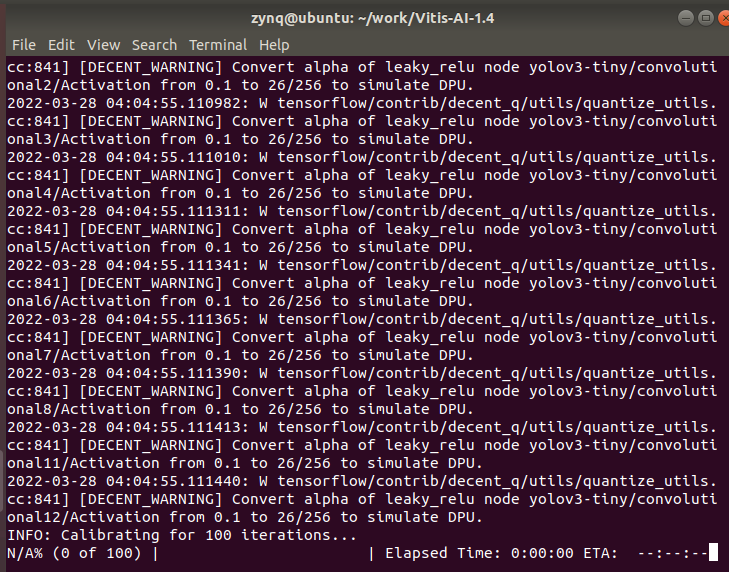 zynq@ubuntu: ~/work/Vitis-AI-1.4
File Edit View Search Terminal Help
cc:841] [DECENT_WARNING] Convert alpha of leaky_relu node yolov3-tiny/convoluti
onal2/Activation from 0.1 to 26/256 to simulate DPU.
2022-03-28 04:04:55.110982: W tensorflow/contrib/decent_q/utils/quantize_utils.
cc:841] [DECENT_WARNING] Convert alpha of leaky_relu node yolov3-tiny/convoluti
onal3/Activation from 0.1 to 26/256 to simulate DPU.
2022-03-28 04:04:55.111010: W tensorflow/contrib/decent_q/utils/quantize_utils.
cc:841] [DECENT_WARNING] Convert alpha of leaky_relu node yolov3-tiny/convoluti
onal4/Activation from 0.1 to 26/256 to simulate DPU.
2022-03-28 04:04:55.111311: W tensorflow/contrib/decent_q/utils/quantize_utils.
cc:841] [DECENT_WARNING] Convert alpha of leaky_relu node yolov3-tiny/convoluti
onal5/Activation from 0.1 to 26/256 to simulate DPU.
2022-03-28 04:04:55.111341: W tensorflow/contrib/decent_q/utils/quantize_utils.
cc:841] [DECENT_WARNING] Convert alpha of leaky_relu node yolov3-tiny/convoluti
onal6/Activation from 0.1 to 26/256 to simulate DPU.
2022-03-28 04:04:55.111365: W tensorflow/contrib/decent_q/utils/quantize_utils.
cc:841] [DECENT_WARNING] Convert alpha of leaky_relu node yolov3-tiny/convoluti
onal7/Activation from 0.1 to 26/256 to simulate DPU.
2022-03-28 04:04:55.111390: W tensorflow/contrib/decent_q/utils/quantize_utils.
cc:841] [DECENT_WARNING] Convert alpha of leaky_relu node yolov3-tiny/convoluti
onal8/Activation from 0.1 to 26/256 to simulate DPU.
2022-03-28 04:04:55.111413: W tensorflow/contrib/decent_q/utils/quantize_utils.
cc:841] [DECENT_WARNING] Convert alpha of leaky_relu node yolov3-tiny/convoluti
onal11/Activation from 0.1 to 26/256 to simulate DPU.
2022-03-28 04:04:55.111440: W tensorflow/contrib/decent_q/utils/quantize_utils.
cc:841] [DECENT_WARNING] Convert alpha of leaky_relu node yolov3-tiny/convoluti
onal12/Activation from 0.1 to 26/256 to simulate DPU.
INFO: Calibrating for 100 iterations...
N/A% (0 of 100) |                       | Elapsed Time: 0:00:00 ETA:  --:--:--